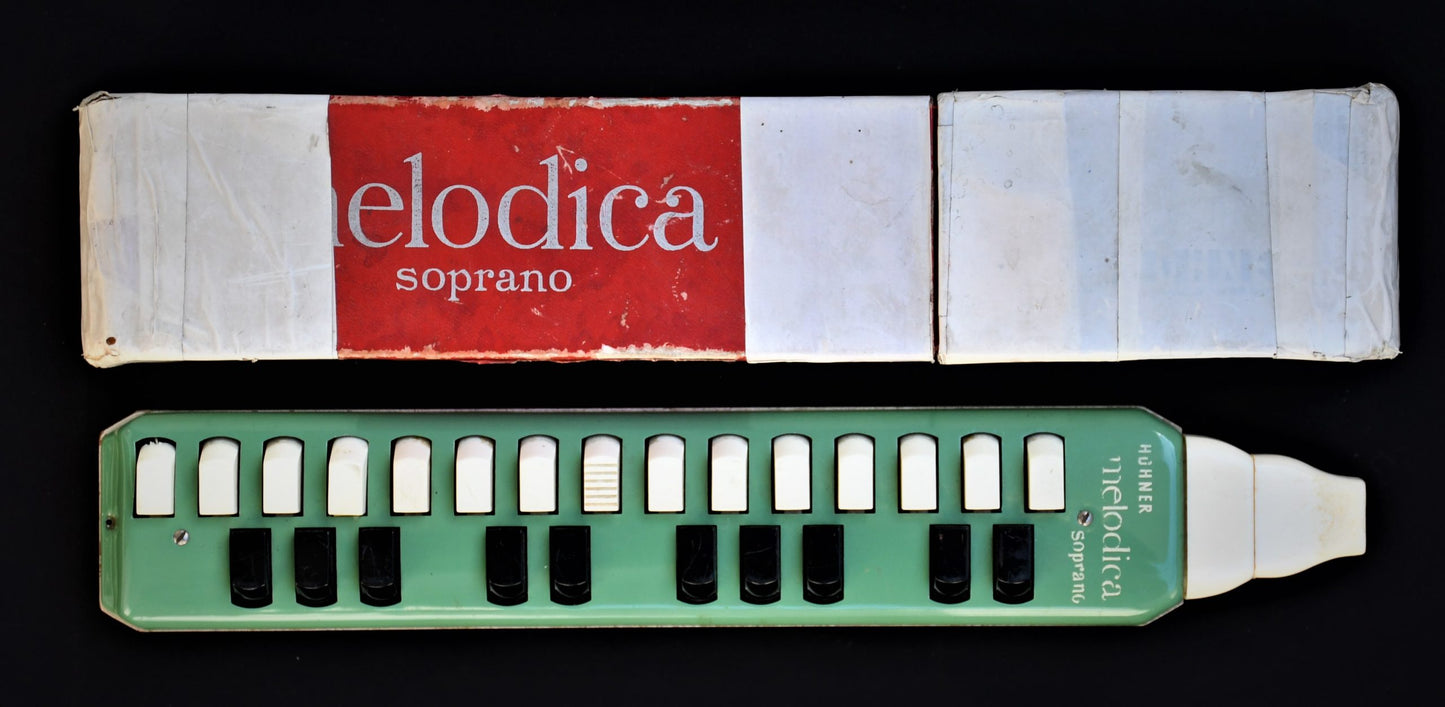 melodica
soprano
HOHNER
melodica
soprano